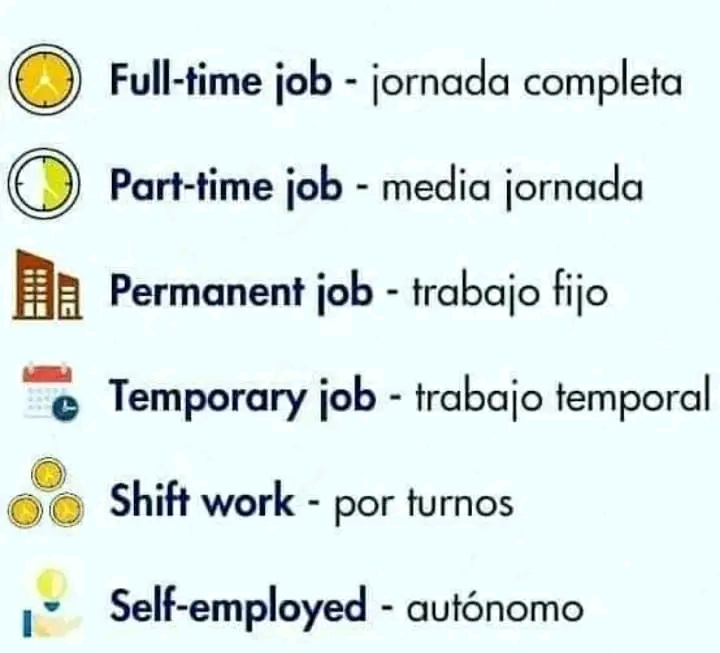 Full-time job - jornada completa
Part-time job - media jornada
Permanent job - trabajo fijo
Temporary job - trabajo temporal
Shift work - por turnos
Self-employed - autónomo